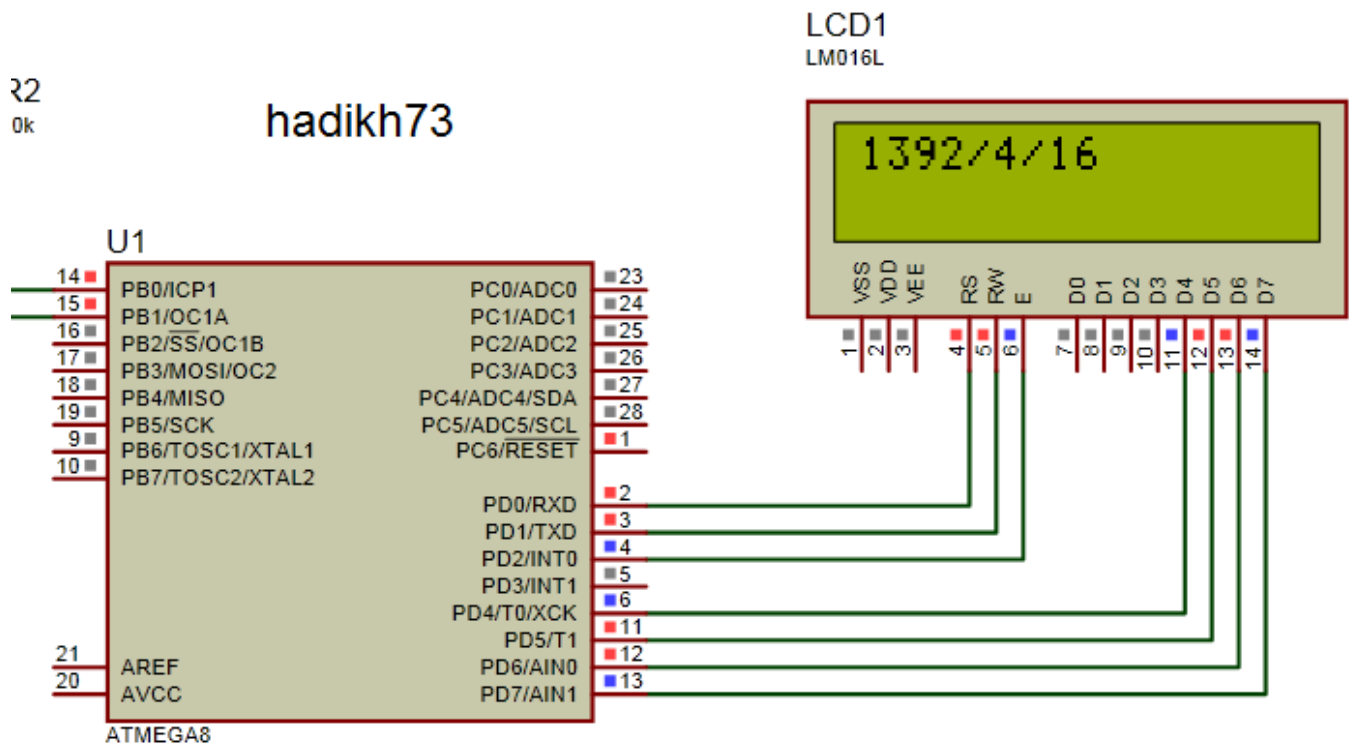 LCD1
LM016L
R2
0k
hadikh73
1392/4/16
VSS
VDD
VEE
RS
RW
E
D0
D1
D2
D3
D4
D5
D6
D7
1
2
3
4
5
6
7
8
9
10
11
12
13
14
U1
14 PB0/ICP1 PC0/ADC0 23
15 PB1/OC1A PC1/ADC1 24
16 PB2/SS/OC1B PC2/ADC2 25
17 PB3/MOSI/OC2 PC3/ADC3 26
18 PB4/MISO PC4/ADC4/SDA 27
19 PB5/SCK PC5/ADC5/SCL 28
9 PB6/TOSC1/XTAL1 PC6/RESET 1
10 PB7/TOSC2/XTAL2
PD0/RXD 2
PD1/TXD 3
PD2/INT0 4
PD3/INT1 5
PD4/T0/XCK 6
PD5/T1 11
21 AREF PD6/AIN0 12
20 AVCC PD7/AIN1 13
ATMEGA8